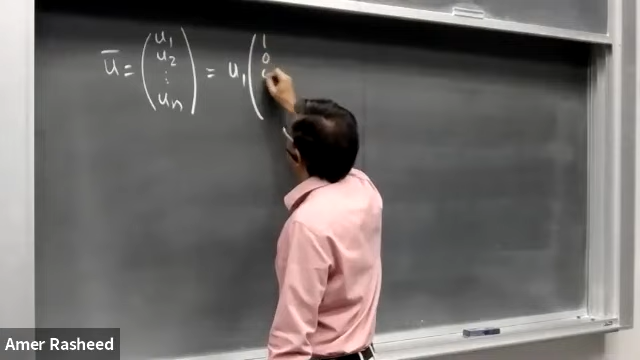 ū = (u₁ u₂ ⋮ uₙ) = u₁ (1 0
Amer Rasheed